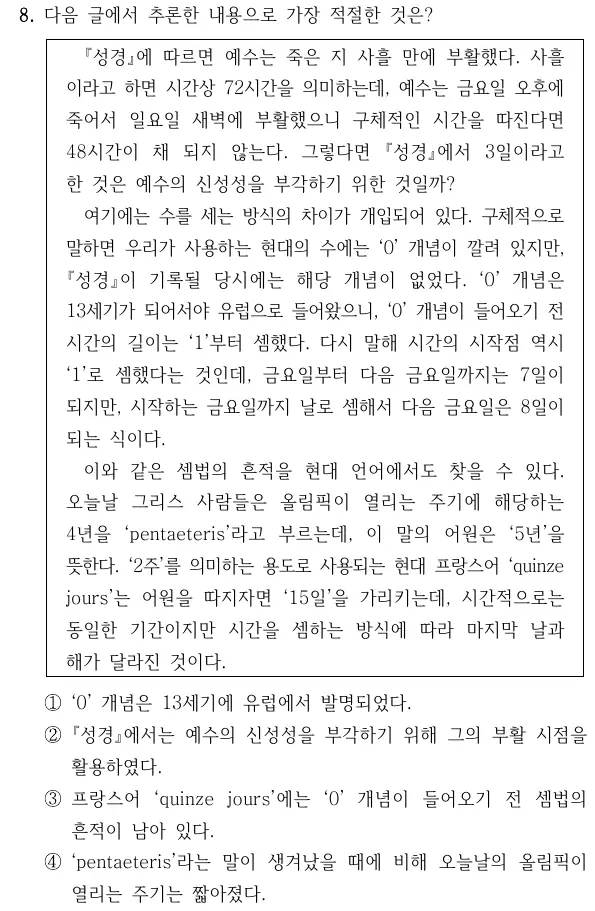 8. 다음 글에서 추론한 내용으로 가장 적절한 것은?
『성경』에 따르면 예수는 죽은 지 사흘 만에 부활했다. 사흘
이라고 하면 시간상 72시간을 의미하는데, 예수는 금요일 오후에
죽어서 일요일 새벽에 부활했으니 구체적인 시간을 따진다면
48시간이 채 되지 않는다. 그렇다면 『성경』에서 3일이라고
한 것은 예수의 신성성을 부각하기 위한 것일까?
여기에는 수를 세는 방식의 차이가 개입되어 있다. 구체적으로
말하면 우리가 사용하는 현대의 수에는 ‘0’ 개념이 깔려 있지만,
『성경』이 기록될 당시에는 해당 개념이 없었다. ‘0’ 개념은
13세기가 되어서야 유럽으로 들어왔으니, ‘0’ 개념이 들어오기 전
시간의 길이는 ‘1’부터 셈했다. 다시 말해 시간의 시작점 역시
‘1’로 셈했다는 것인데, 금요일부터 다음 금요일까지는 7일이
되지만, 시작하는 금요일까지 날로 셈해서 다음 금요일은 8일이
되는 식이다.
이와 같은 셈법의 흔적을 현대 언어에서도 찾을 수 있다.
오늘날 그리스 사람들은 올림픽이 열리는 주기에 해당하는
4년을 ‘pentaeteris’라고 부르는데, 이 말의 어원은 ‘5년’을
뜻한다. ‘2주’를 의미하는 용도로 사용되는 현대 프랑스어 ‘quinze
jours’는 어원을 따지자면 ‘15일’을 가리키는데, 시간적으로는
동일한 기간이지만 시간을 셈하는 방식에 따라 마지막 날과
해가 달라진 것이다.
① ‘0’ 개념은 13세기에 유럽에서 발명되었다.
② 『성경』에서는 예수의 신성성을 부각하기 위해 그의 부활 시점을
활용하였다.
③ 프랑스어 ‘quinze jours’에는 ‘0’ 개념이 들어오기 전 셈법의
흔적이 남아 있다.
④ ‘pentaeteris’라는 말이 생겨났을 때에 비해 오늘날의 올림픽이
열리는 주기는 짧아졌다.